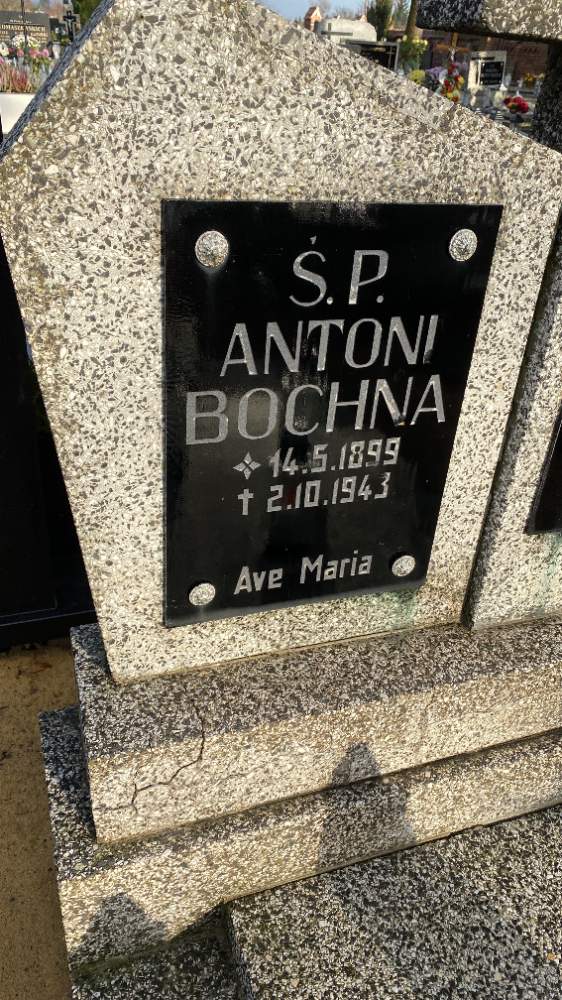 Ś.P.
ANTONI
BOCHNA
14.5.1899
2.10.1943
Ave Maria